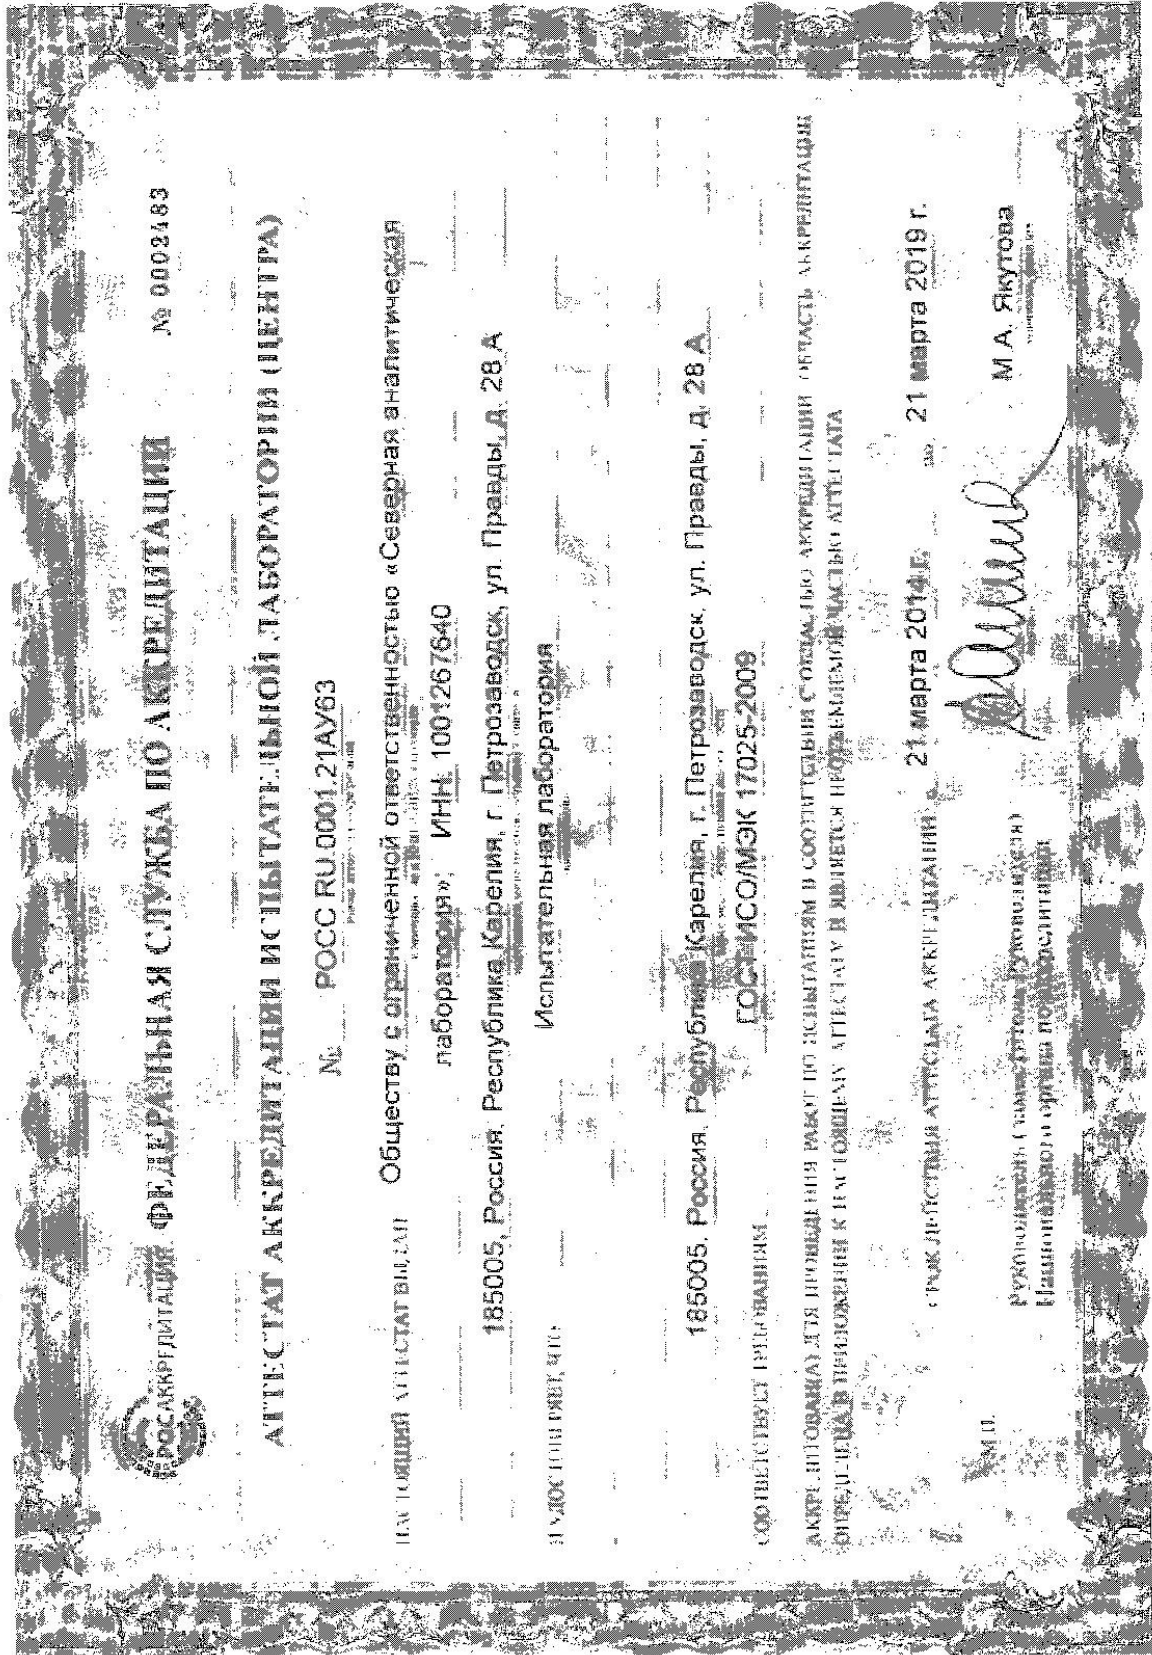 РОСАККРЕДИТАЦИЯ
ФЕДЕРАЛЬНАЯ СЛУЖБА ПО АККРЕДИТАЦИИ
№ 0002483
АТТЕСТАТ АККРЕДИТАЦИИ ИСПЫТАТЕЛЬНОЙ ЛАБОРАТОРИИ (ЦЕНТРА)
№ РОСС RU.0001.21АУ63
НАСТОЯЩИЙ АТТЕСТАТ ВЫДАН Обществу с ограниченной ответственностью «Северная аналитическая
лаборатория»; ИНН: 1001267640
185005, Россия, Республика Карелия, г. Петрозаводск, ул. Правды, д. 28 А
И УДОСТОВЕРЯЕТ, ЧТО Испытательная лаборатория
185005, Россия, Республика Карелия, г. Петрозаводск, ул. Правды, д. 28 А
СООТВЕТСТВУЕТ ТРЕБОВАНИЯМ ГОСТ ИСО/МЭК 17025-2009
АККРЕДИТОВАН(А) ДЛЯ ПРОВЕДЕНИЯ РАБОТ ПО ИСПЫТАНИЯМ В СООТВЕТСТВИИ С ОБЛАСТЬЮ АККРЕДИТАЦИИ. ОБЛАСТЬ АККРЕДИТАЦИИ
ОПРЕДЕЛЕНА В ПРИЛОЖЕНИИ К НАСТОЯЩЕМУ АТТЕСТАТУ И ЯВЛЯЕТСЯ НЕОТЪЕМЛЕМОЙ ЧАСТЬЮ АТТЕСТАТА
СРОК ДЕЙСТВИЯ АТТЕСТАТА АККРЕДИТАЦИИ с 21 марта 2014 г. по 21 марта 2019 г.
М.П.
Руководитель (заместитель руководителя)
Национального органа по аккредитации
М.А. Якутова